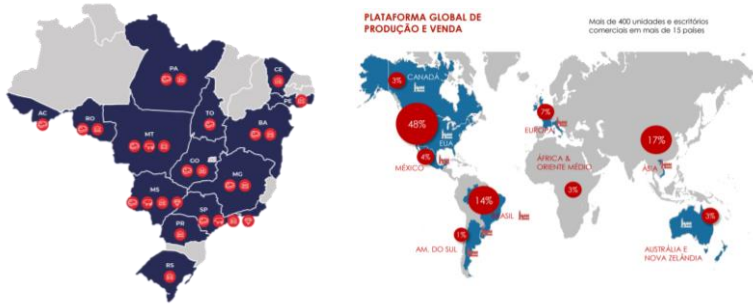 PA
CE
PE
AC
RO
TO
BA
MT
GO
MG
MS
SP
PR
RS
PLATAFORMA GLOBAL DE
PRODUÇÃO E VENDA
Mais de 400 unidades e escritórios
comerciais em mais de 15 países
3%
CANADÁ
48%
EUA
4%
MÉXICO
7%
EUROPA
17%
ÁSIA
ÁFRICA &
ORIENTE MÉDIO
3%
14%
BRASIL
1%
AM. DO SUL
3%
AUSTRÁLIA E
NOVA ZELÂNDIA